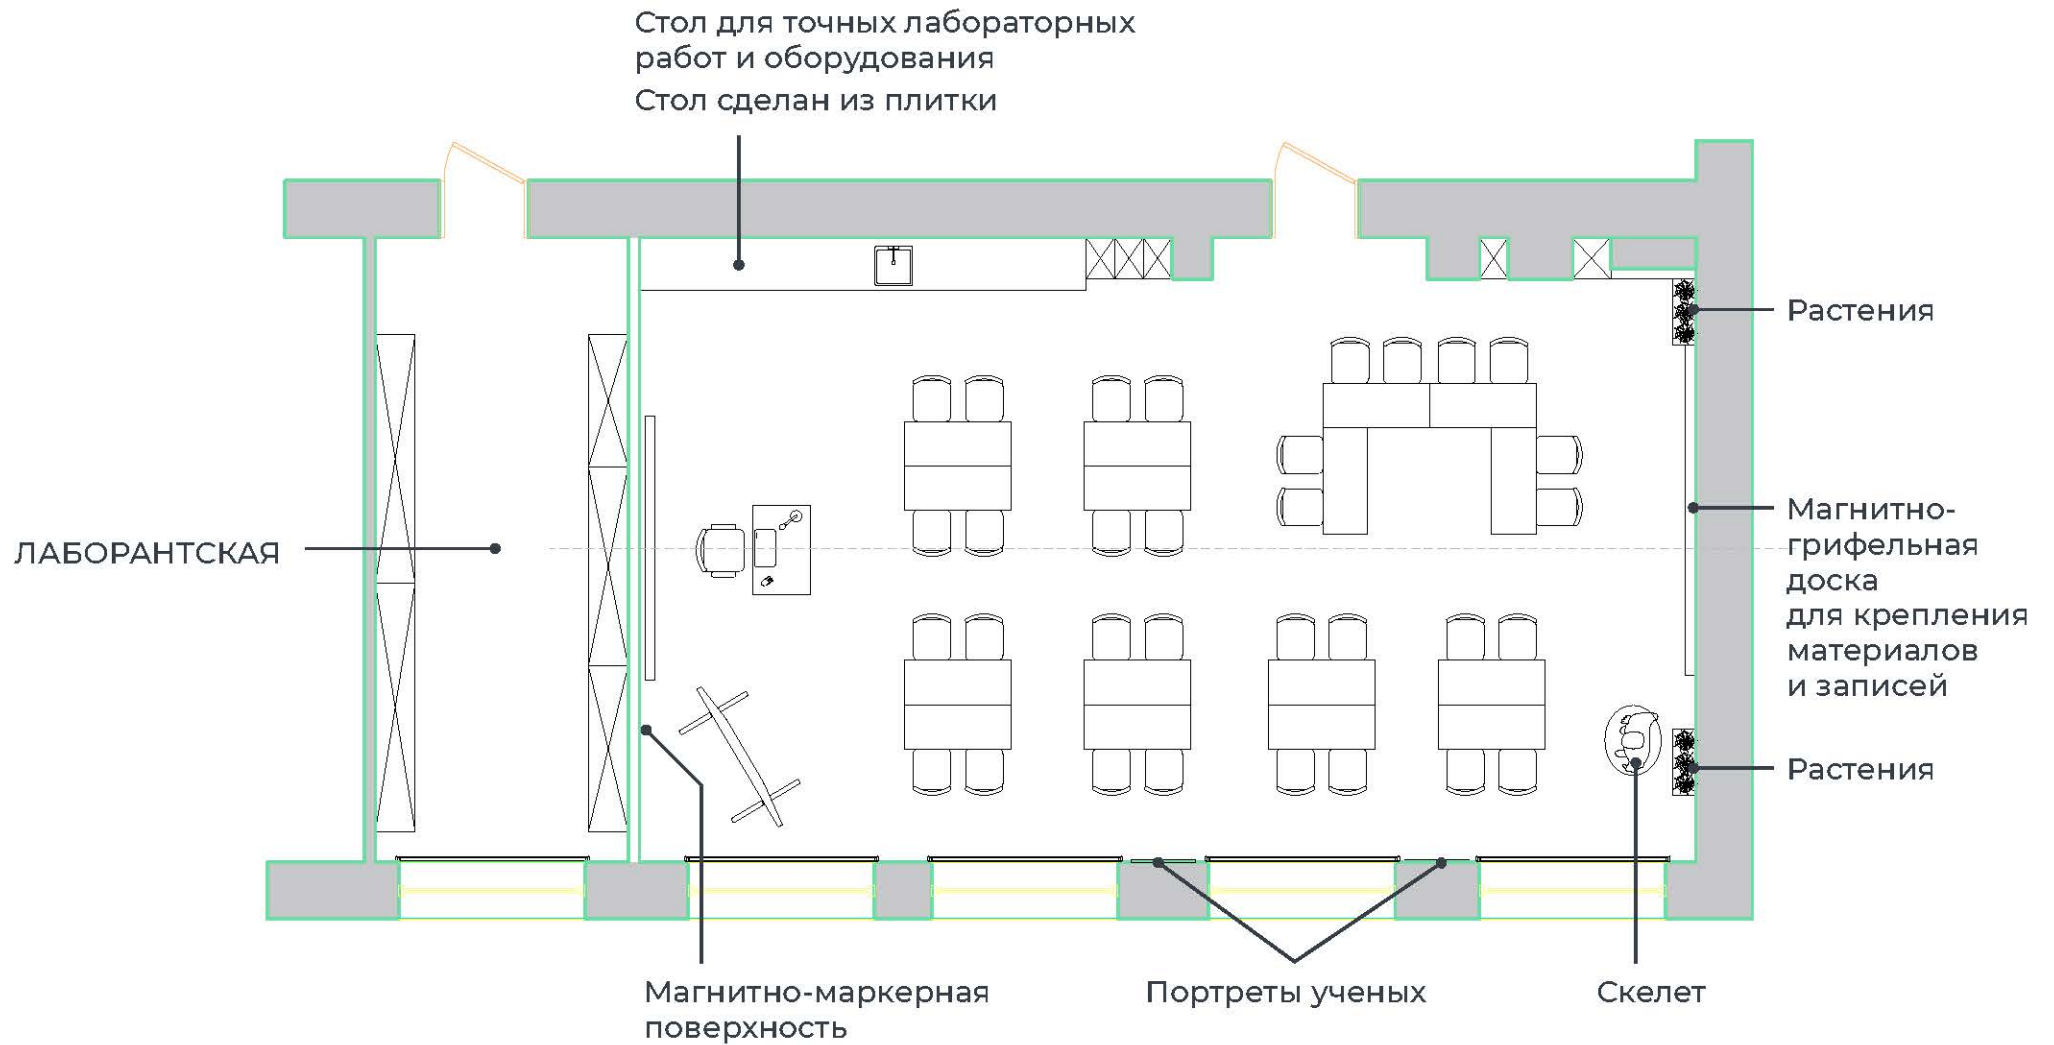 Стол для точных лабораторных
работ и оборудования
Стол сделан из плитки
Растения
Магнитно-
грифельная
доска
для крепления
материалов
и записей
ЛАБОРАНТСКАЯ
Растения
Магнитно-маркерная
поверхность
Портреты ученых
Скелет